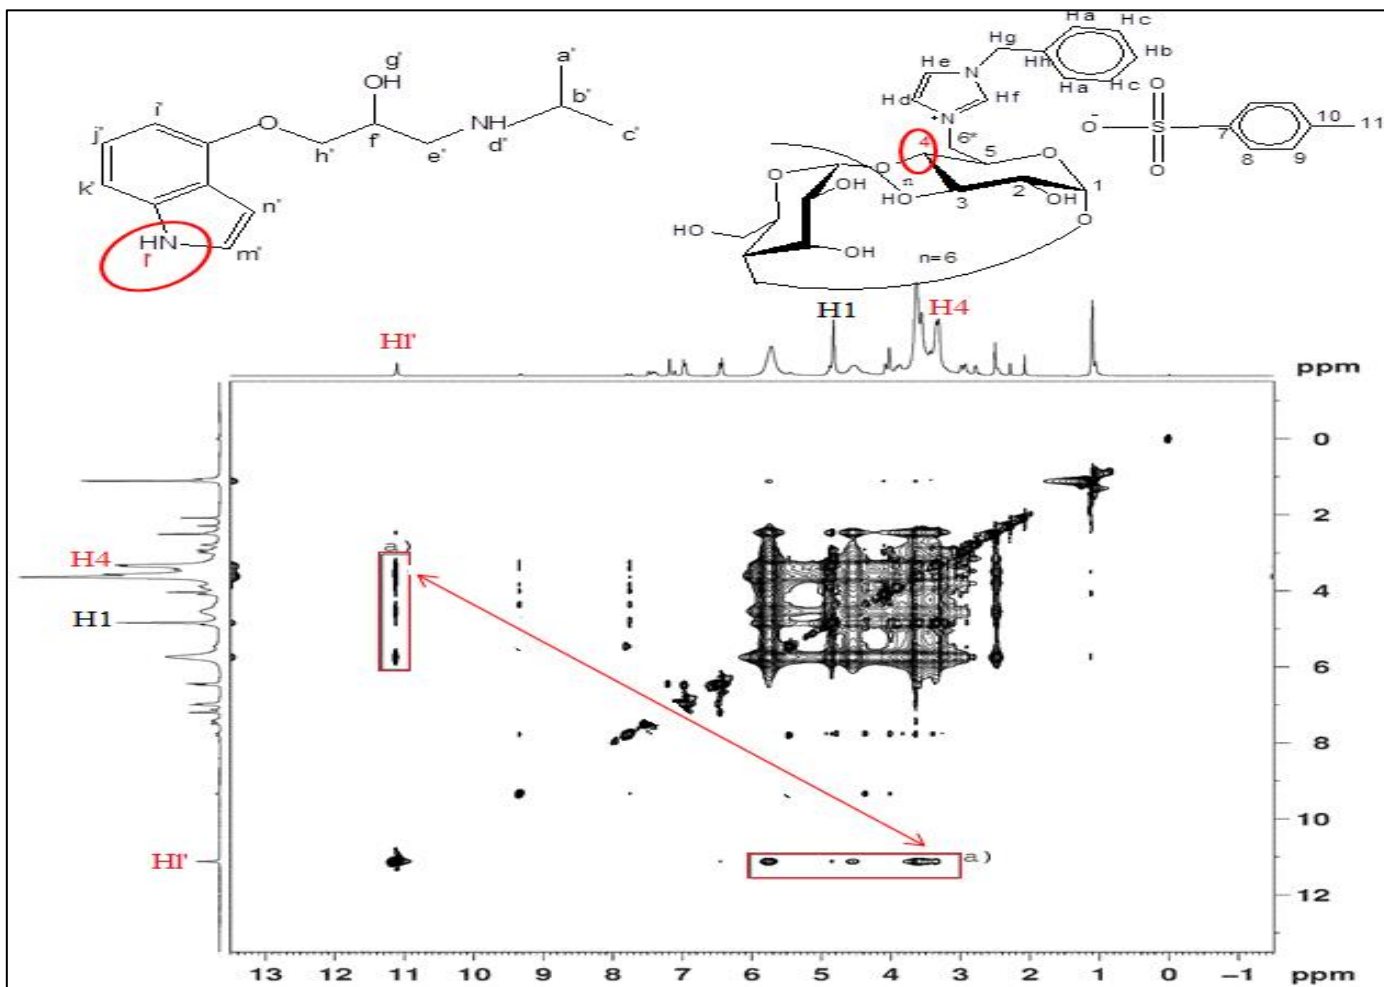 g'
OH
a'
b'
c'
NH
d'
e'
f'
h'
O
i'
j'
k'
n'
m'
HN
l'
Ha
Hc
Hb
Hc
Ha
Hh
Hg
He
N
Hd
Hf
N
+
6*
4
5
O
O
n
HO
3
2
OH
1
O
O
OH
HO
OH
n=6
O
O-
S
O
7
8
9
10
11
H1
H4
Hl'
ppm
H4
H1
Hl'
a)
a)
0
2
4
6
8
10
12
13 12 11 10 9 8 7 6 5 4 3 2 1 0 -1 ppm